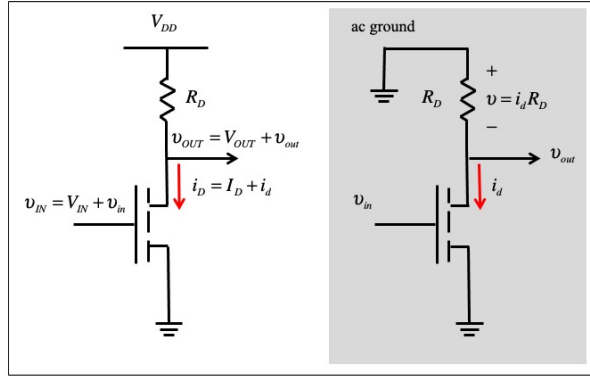 V_DD
R_D
υ_OUT = V_OUT + υ_out
i_D = I_D + i_d
υ_IN = V_IN + υ_in
ac ground
+
R_D
υ = i_d R_D
−
υ_out
i_d
υ_in